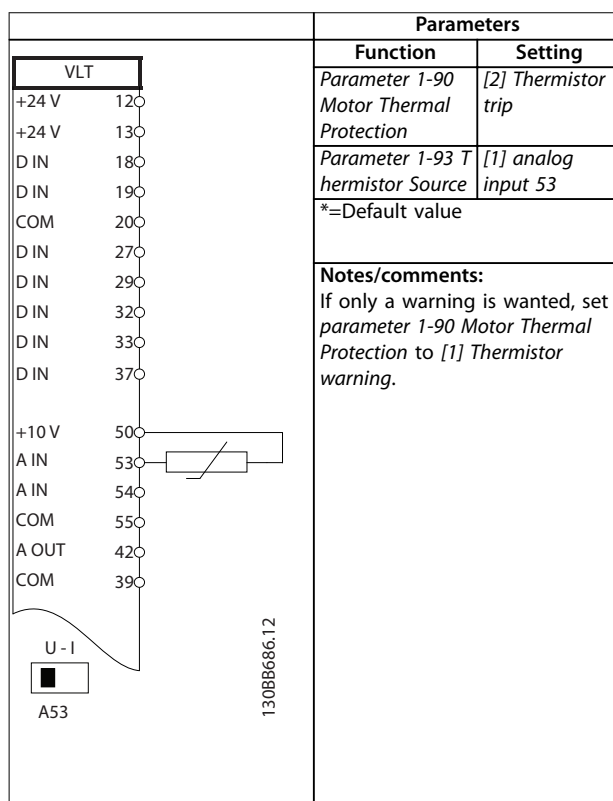 VLT
+24 V 12
+24 V 13
D IN 18
D IN 19
COM 20
D IN 27
D IN 29
D IN 32
D IN 33
D IN 37
+10 V 50
A IN 53
A IN 54
COM 55
A OUT 42
COM 39
U - I
A53
130BB686.12
Parameters
Function Setting
Parameter 1-90 [2] Thermistor
Motor Thermal trip
Protection
Parameter 1-93 T [1] analog
hermistor Source input 53
*=Default value
Notes/comments:
If only a warning is wanted, set
parameter 1-90 Motor Thermal
Protection to [1] Thermistor
warning.